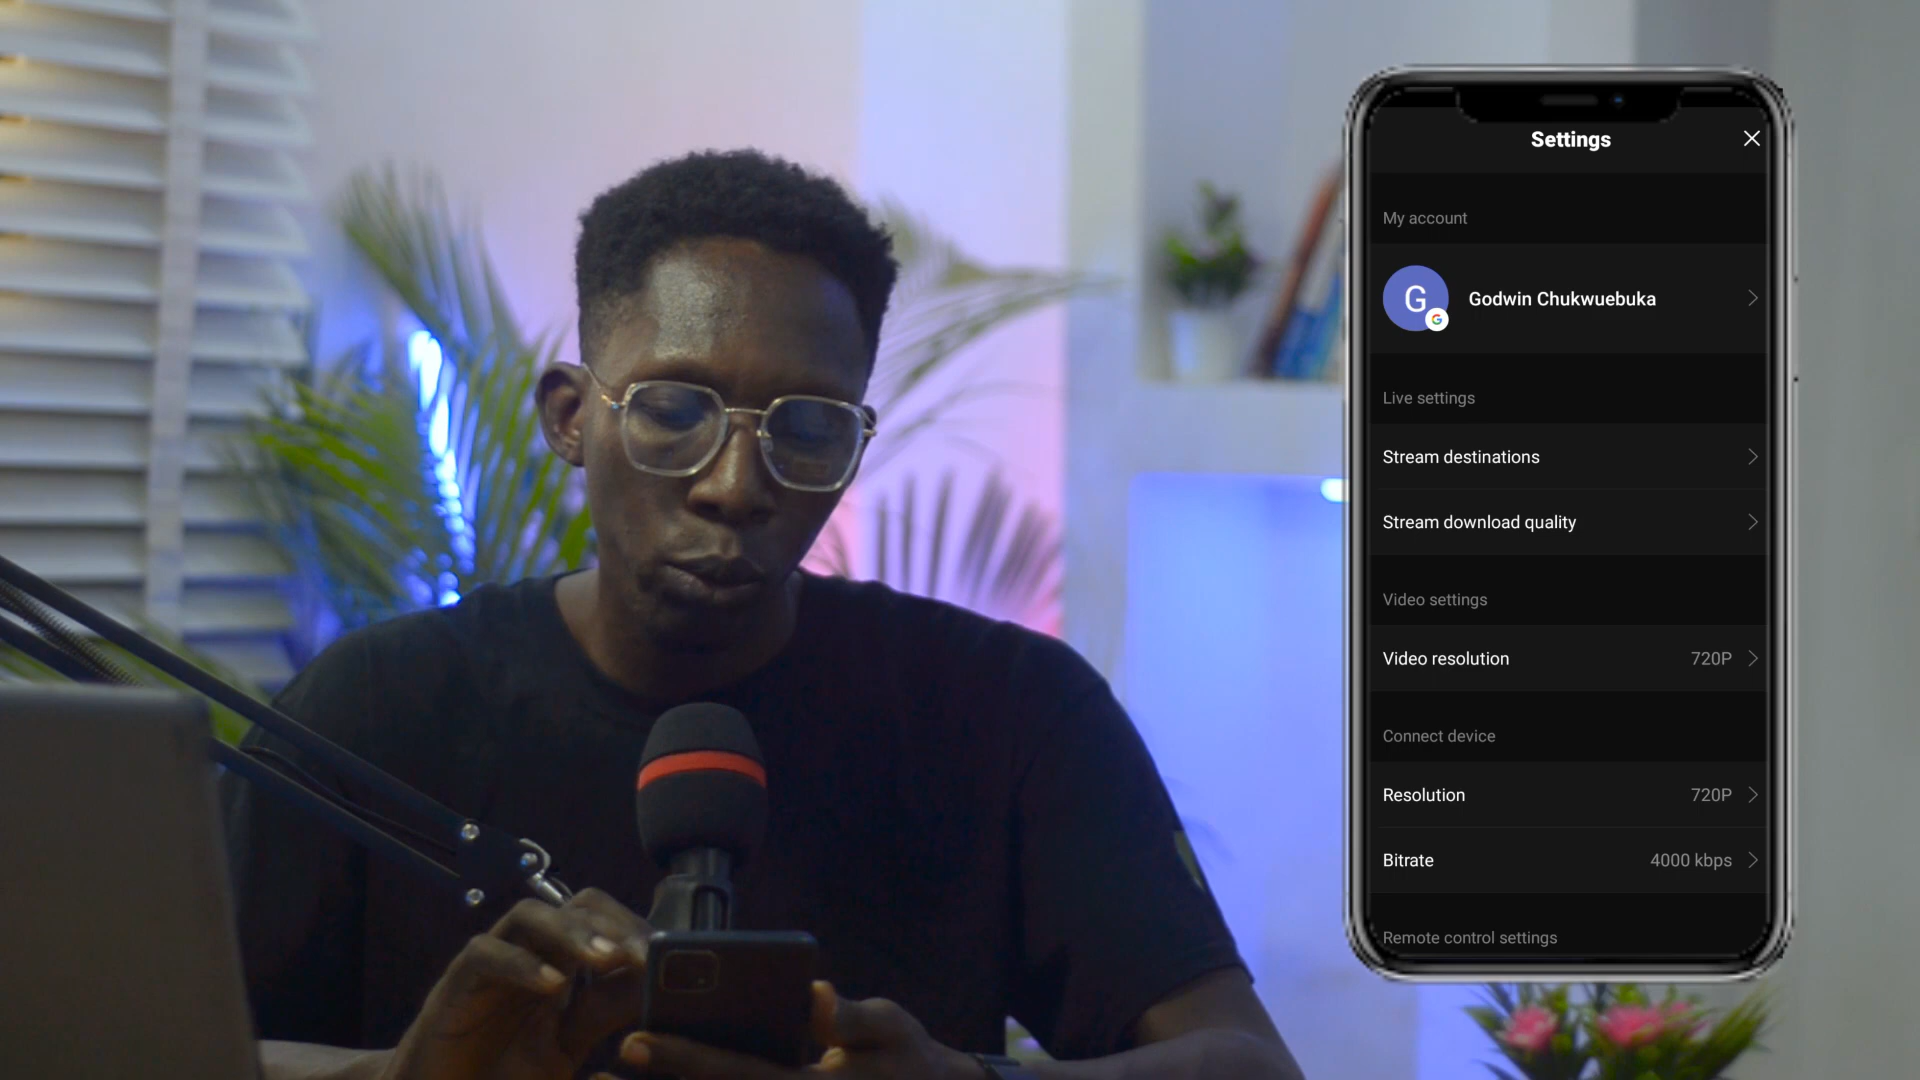 Settings
My account
G
G
Godwin Chukwuebuka
Live settings
Stream destinations
Stream download quality
Video settings
Video resolution 720P
Connect device
Resolution 720P
Bitrate 4000 kbps
Remote control settings